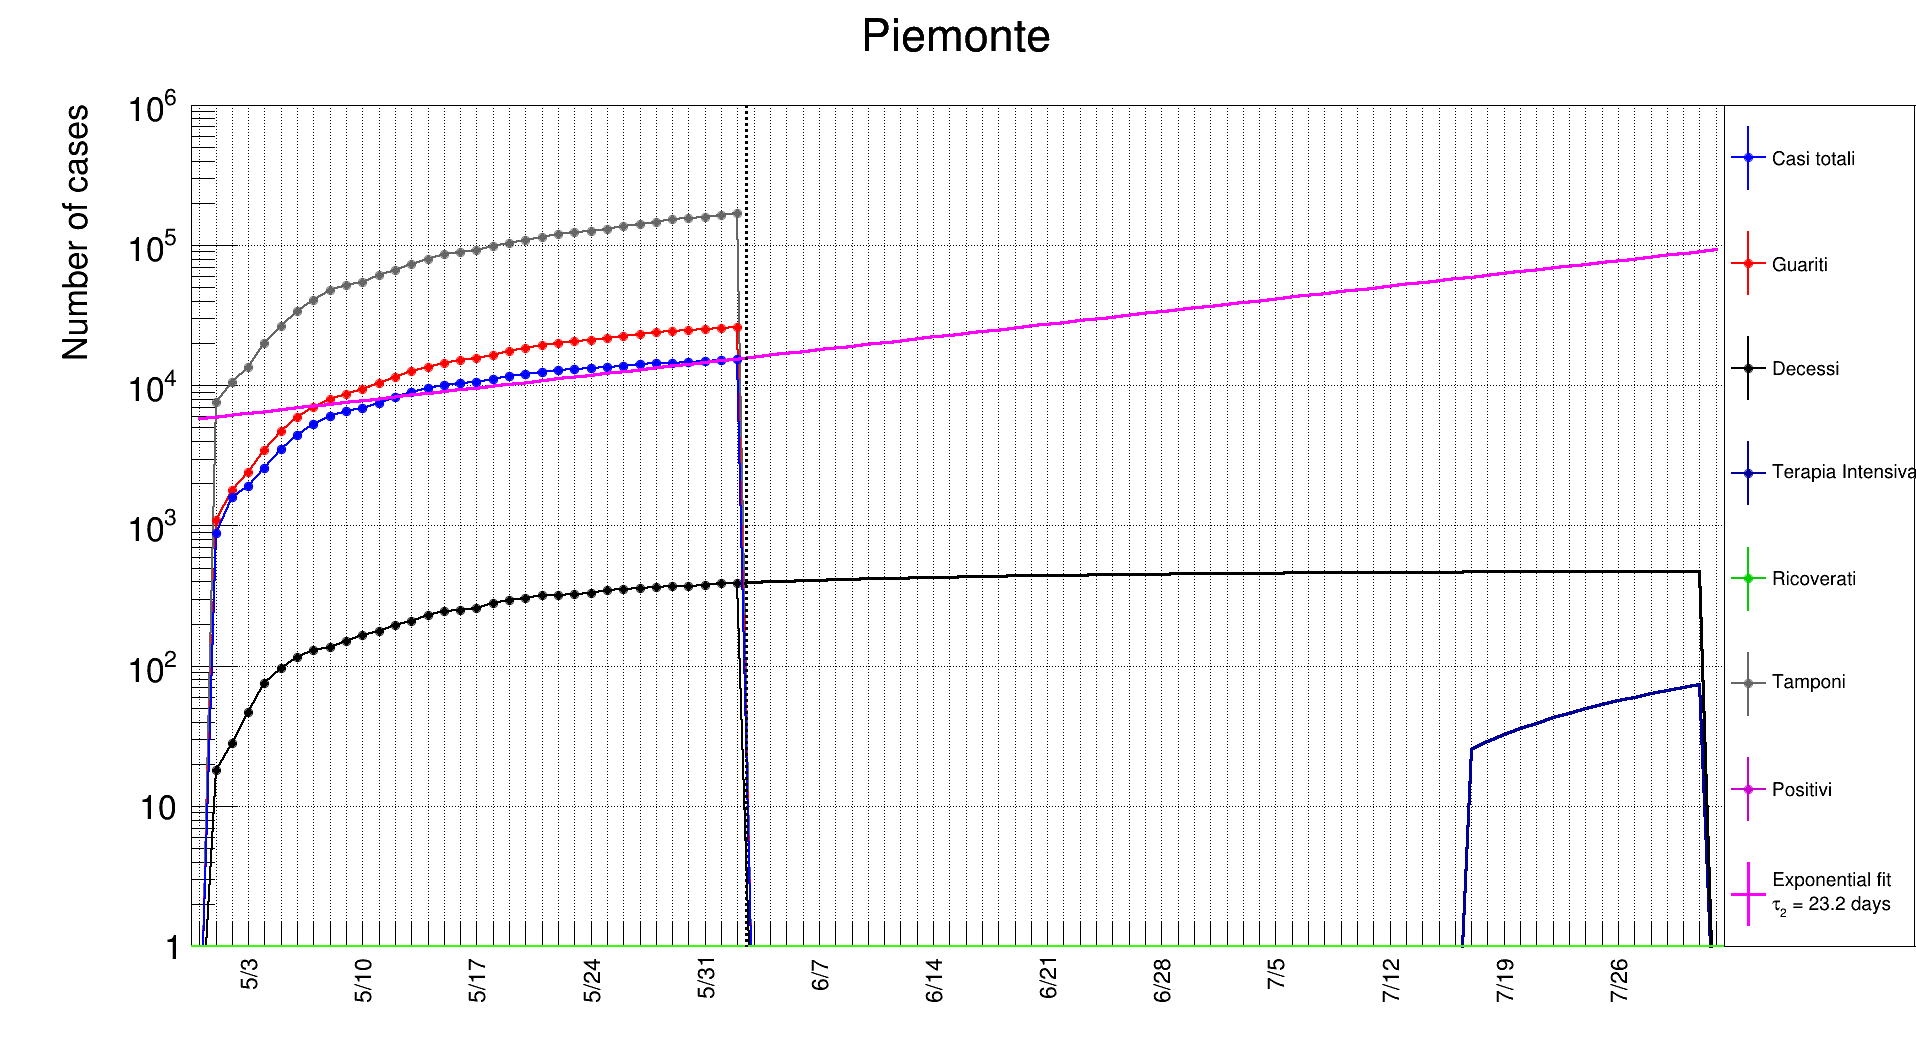 Piemonte
Number of cases
10^6
10^5
10^4
10^3
10^2
10
1
5/3
5/10
5/17
5/24
5/31
6/7
6/14
6/21
6/28
7/5
7/12
7/19
7/26
Casi totali
Guariti
Decessi
Terapia Intensiva
Ricoverati
Tamponi
Positivi
Exponential fit
τ₂ = 23.2 days